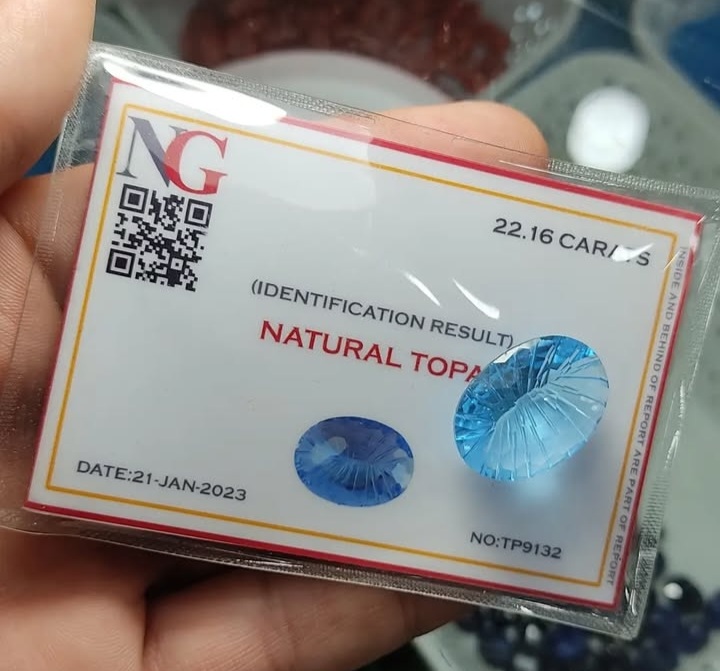 NG
22.16 CARATS
(IDENTIFICATION RESULT)
NATURAL TOPA
DATE:21-JAN-2023
NO:TP9132
INSIDE AND BEHIND OF REPORT ARE PART OF REPORT